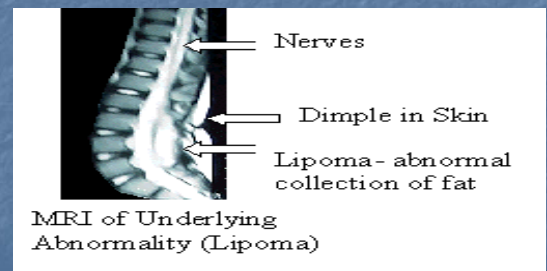 Nerves
Dimple in Skin
Lipoma- abnormal
collection of fat
MRI of Underlying
Abnormality (Lipoma)